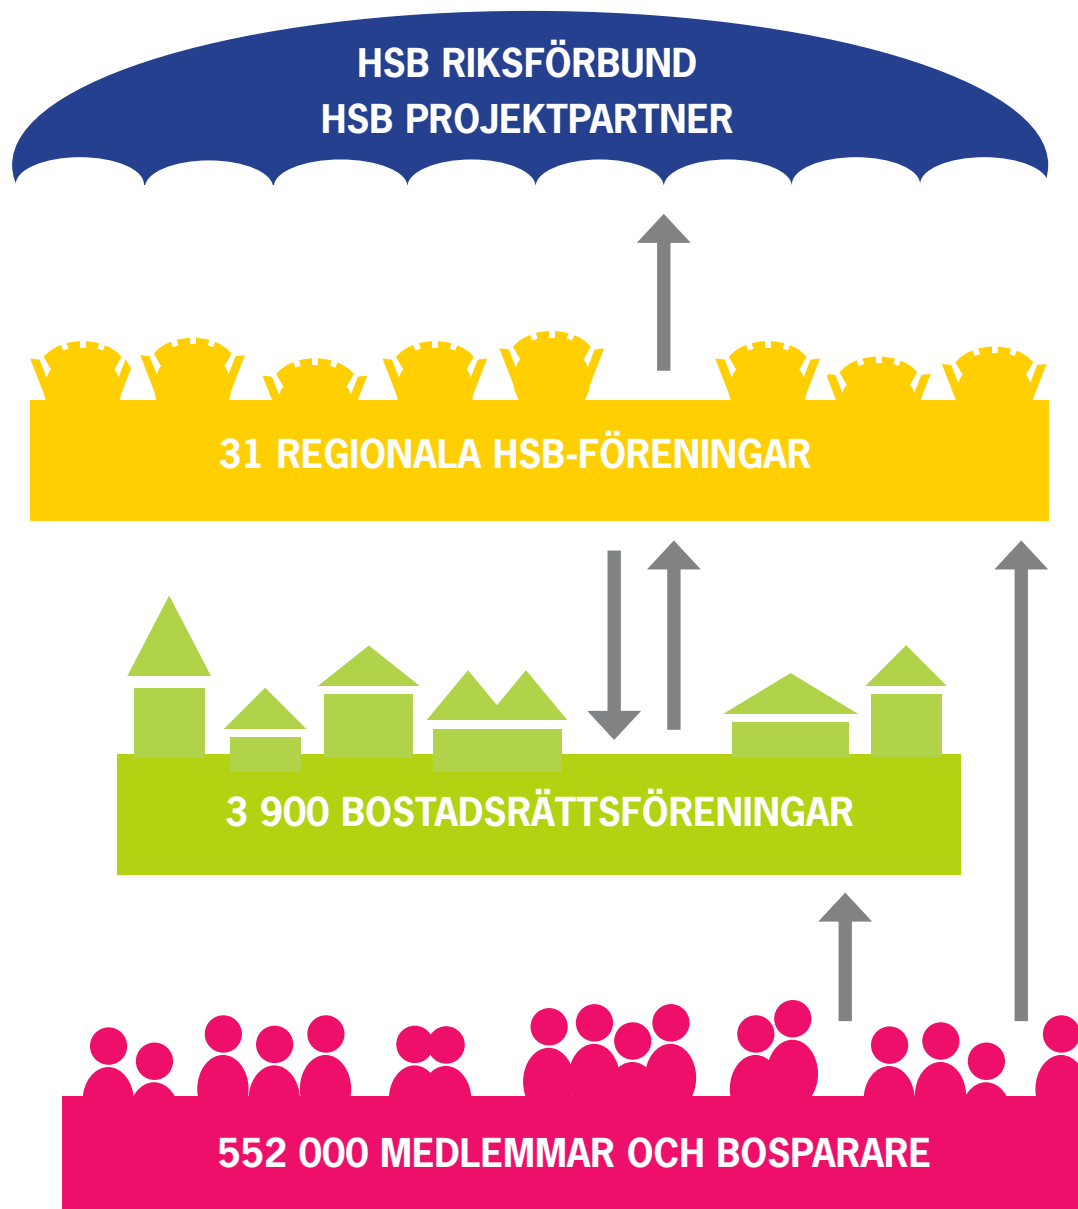 HSB RIKSFÖRBUND
HSB PROJEKTPARTNER
31 REGIONALA HSB-FÖRENINGAR
3 900 BOSTADSRÄTTSFÖRENINGAR
552 000 MEDLEMMAR OCH BOSPARARE